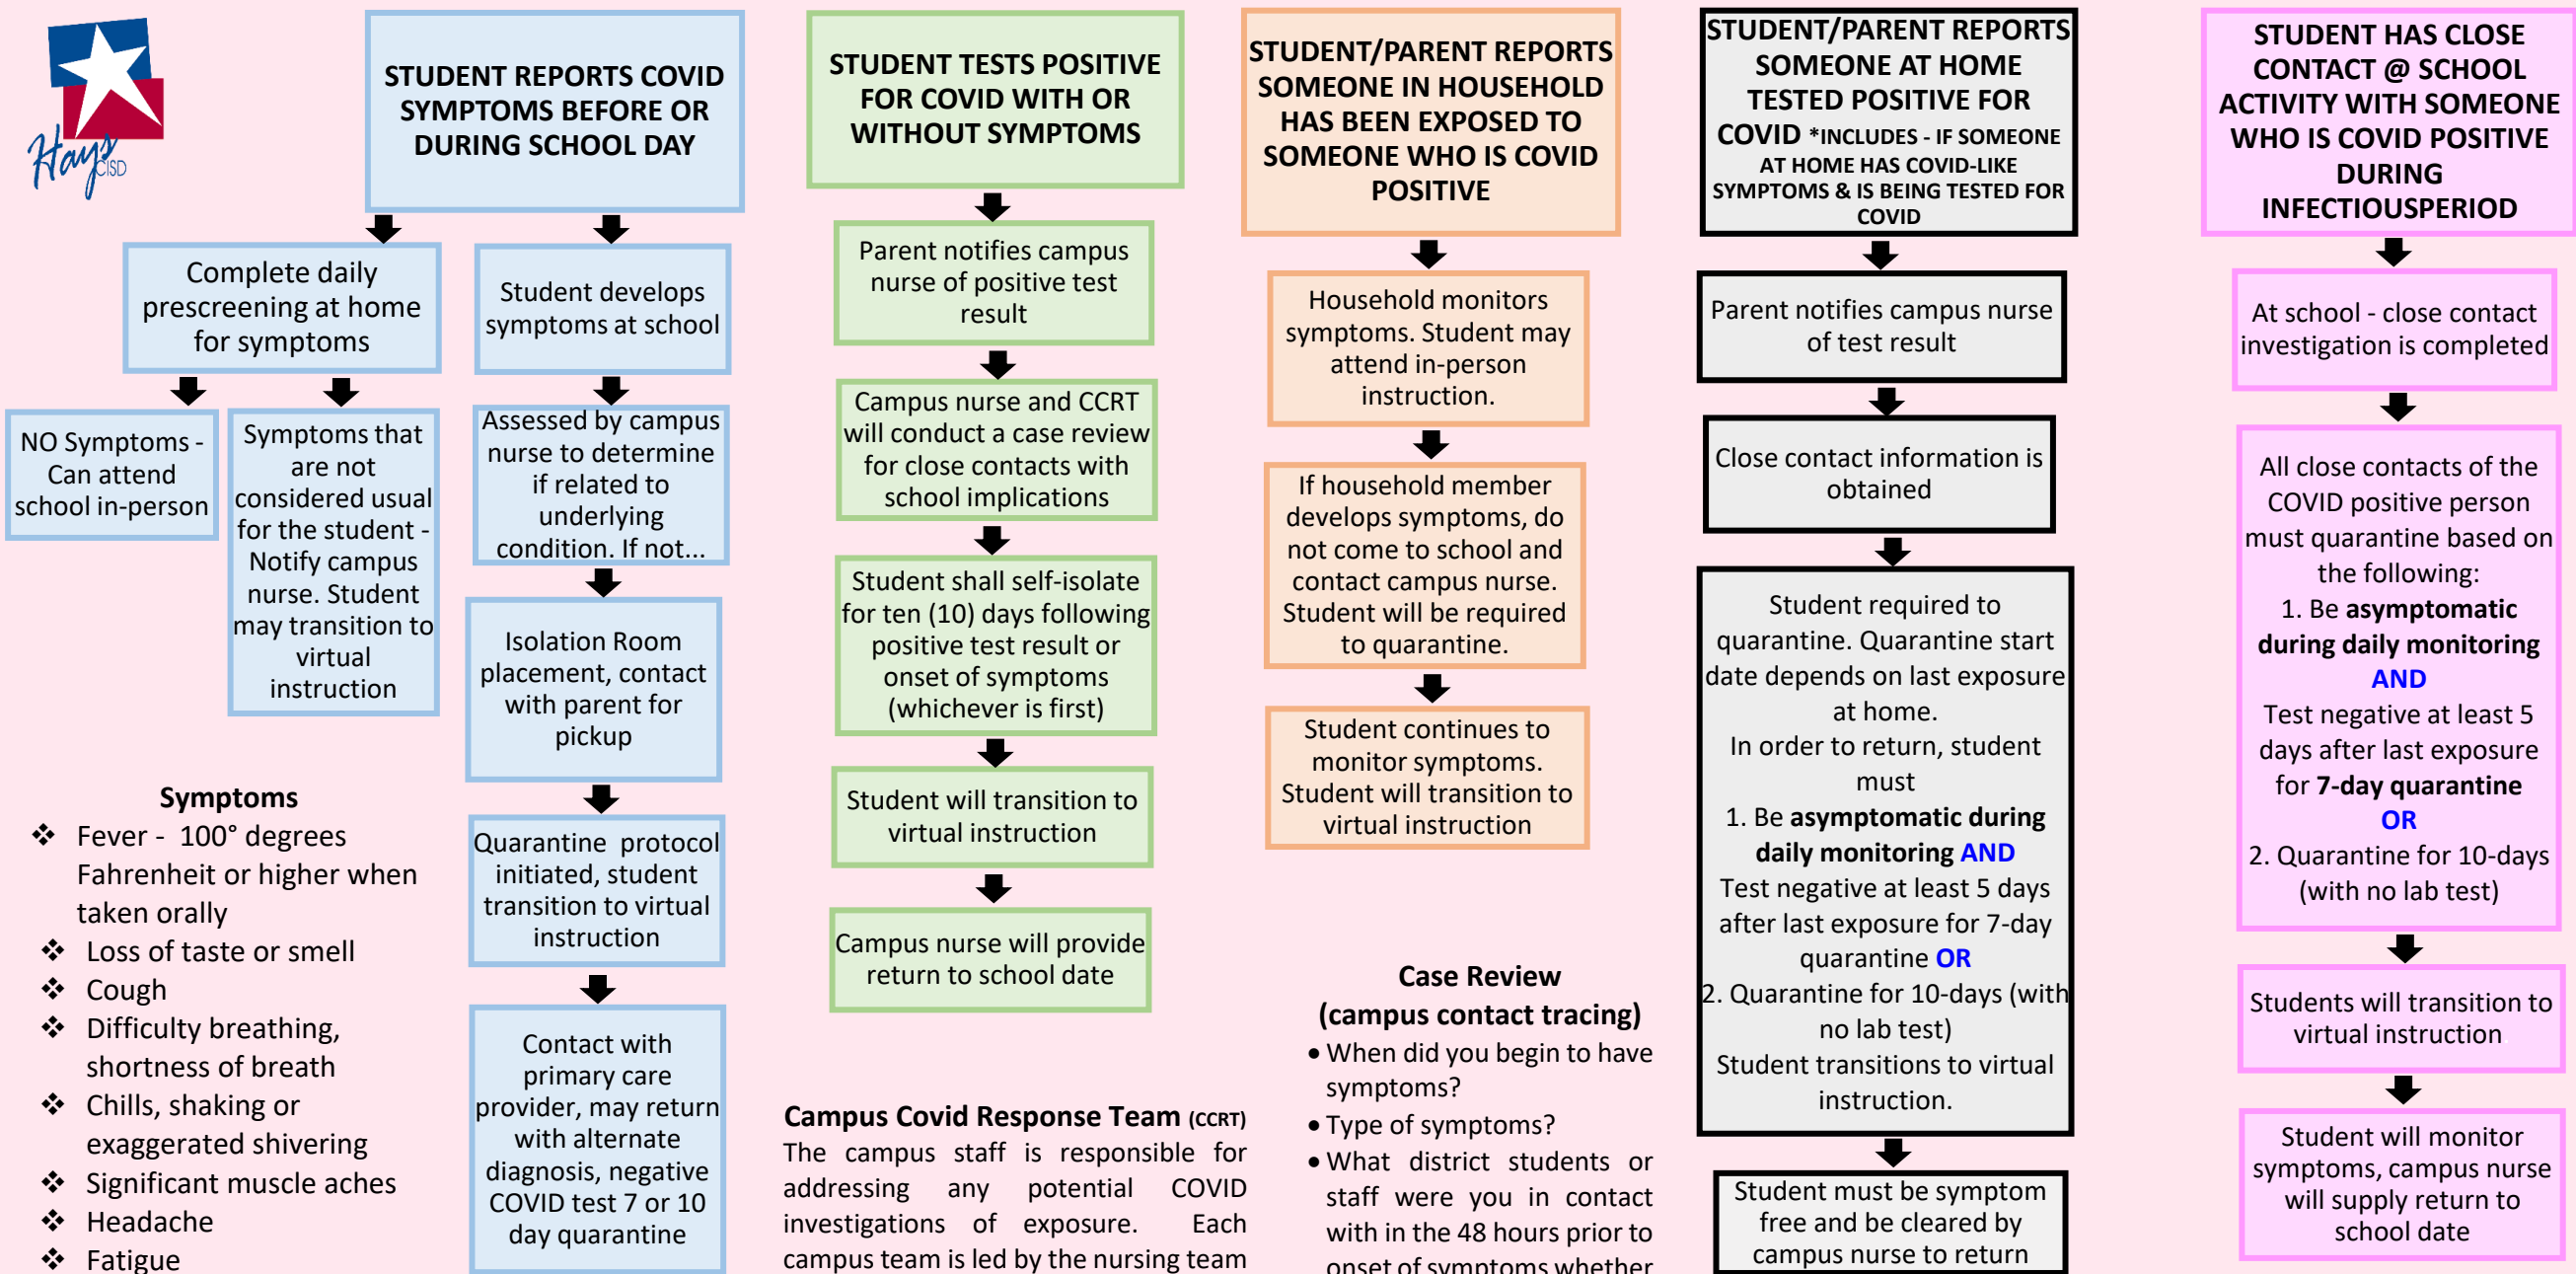 Hays
CISD
STUDENT REPORTS COVID
SYMPTOMS BEFORE OR
DURING SCHOOL DAY
Complete daily
prescreening at home
for symptoms
NO Symptoms -
Can attend
school in-person
Symptoms that
are not
considered usual
for the student -
Notify campus
nurse. Student
may transition to
virtual
instruction
Student develops
symptoms at school
Assessed by campus
nurse to determine
if related to
underlying
condition. If not...
Isolation Room
placement, contact
with parent for
pickup
Quarantine protocol
initiated, student
transition to virtual
instruction
Contact with
primary care
provider, may return
with alternate
diagnosis, negative
COVID test 7 or 10
day quarantine
Symptoms
❖ Fever - 100° degrees
Fahrenheit or higher when
taken orally
❖ Loss of taste or smell
❖ Cough
❖ Difficulty breathing,
shortness of breath
❖ Chills, shaking or
exaggerated shivering
❖ Significant muscle aches
❖ Headache
❖ Fatigue
STUDENT TESTS POSITIVE
FOR COVID WITH OR
WITHOUT SYMPTOMS
Parent notifies campus
nurse of positive test
result
Campus nurse and CCRT
will conduct a case review
for close contacts with
school implications
Student shall self-isolate
for ten (10) days following
positive test result or
onset of symptoms
(whichever is first)
Student will transition to
virtual instruction
Campus nurse will provide
return to school date
Campus Covid Response Team (CCRT)
The campus staff is responsible for
addressing any potential COVID
investigations of exposure. Each
campus team is led by the nursing team
STUDENT/PARENT REPORTS
SOMEONE IN HOUSEHOLD
HAS BEEN EXPOSED TO
SOMEONE WHO IS COVID
POSITIVE
Household monitors
symptoms. Student may
attend in-person
instruction.
If household member
develops symptoms, do
not come to school and
contact campus nurse.
Student will be required
to quarantine.
Student continues to
monitor symptoms.
Student will transition to
virtual instruction
Case Review
(campus contact tracing)
• When did you begin to have
symptoms?
• Type of symptoms?
• What district students or
staff were you in contact
with in the 48 hours prior to
onset of symptoms whether
STUDENT/PARENT REPORTS
SOMEONE AT HOME
TESTED POSITIVE FOR
COVID *INCLUDES - IF SOMEONE
AT HOME HAS COVID-LIKE
SYMPTOMS & IS BEING TESTED FOR
COVID
Parent notifies campus nurse
of test result
Close contact information is
obtained
Student required to
quarantine. Quarantine start
date depends on last exposure
at home.
In order to return, student
must
1. Be asymptomatic during
daily monitoring AND
Test negative at least 5 days
after last exposure for 7-day
quarantine OR
2. Quarantine for 10-days (with
no lab test)
Student transitions to virtual
instruction.
Student must be symptom
free and be cleared by
campus nurse to return
STUDENT HAS CLOSE
CONTACT @ SCHOOL
ACTIVITY WITH SOMEONE
WHO IS COVID POSITIVE
DURING
INFECTIOUSPERIOD
At school - close contact
investigation is completed
All close contacts of the
COVID positive person
must quarantine based on
the following:
1. Be asymptomatic
during daily monitoring
AND
Test negative at least 5
days after last exposure
for 7-day quarantine
OR
2. Quarantine for 10-days
(with no lab test)
Students will transition to
virtual instruction
Student will monitor
symptoms, campus nurse
will supply return to
school date